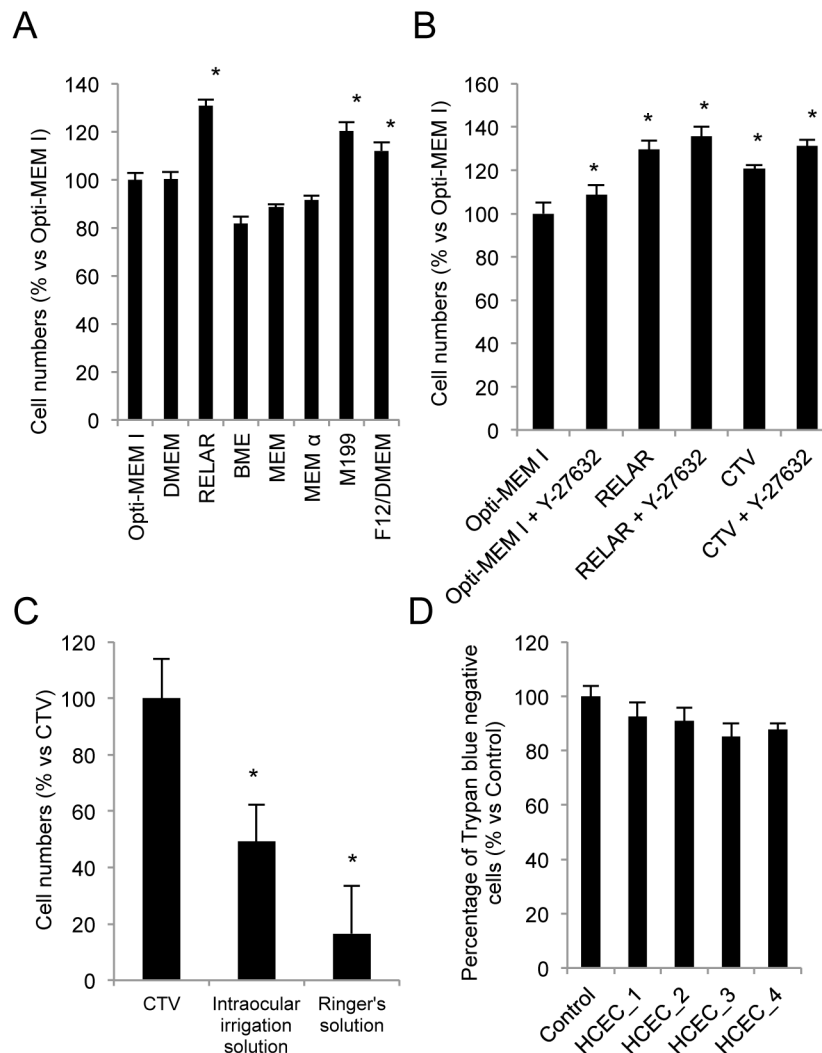 A
Cell numbers (% vs Opti-MEM I)
140
120
100
80
60
40
20
0
*
*
*
Opti-MEM I
DMEM
RELAR
BME
MEM
MEM α
M199
F12/DMEM
B
Cell numbers (% vs Opti-MEM I)
160
140
120
100
80
60
40
20
0
*
*
*
*
*
Opti-MEM I
Opti-MEM I + Y-27632
RELAR
RELAR + Y-27632
CTV
CTV + Y-27632
C
Cell numbers (% vs CTV)
120
100
80
60
40
20
0
*
*
CTV
Intraocular
irrigation
solution
Ringer's
solution
D
Percentage of Trypan blue negative
cells (% vs Control)
120
100
80
60
40
20
0
Control
HCEC_1
HCEC_2
HCEC_3
HCEC_4